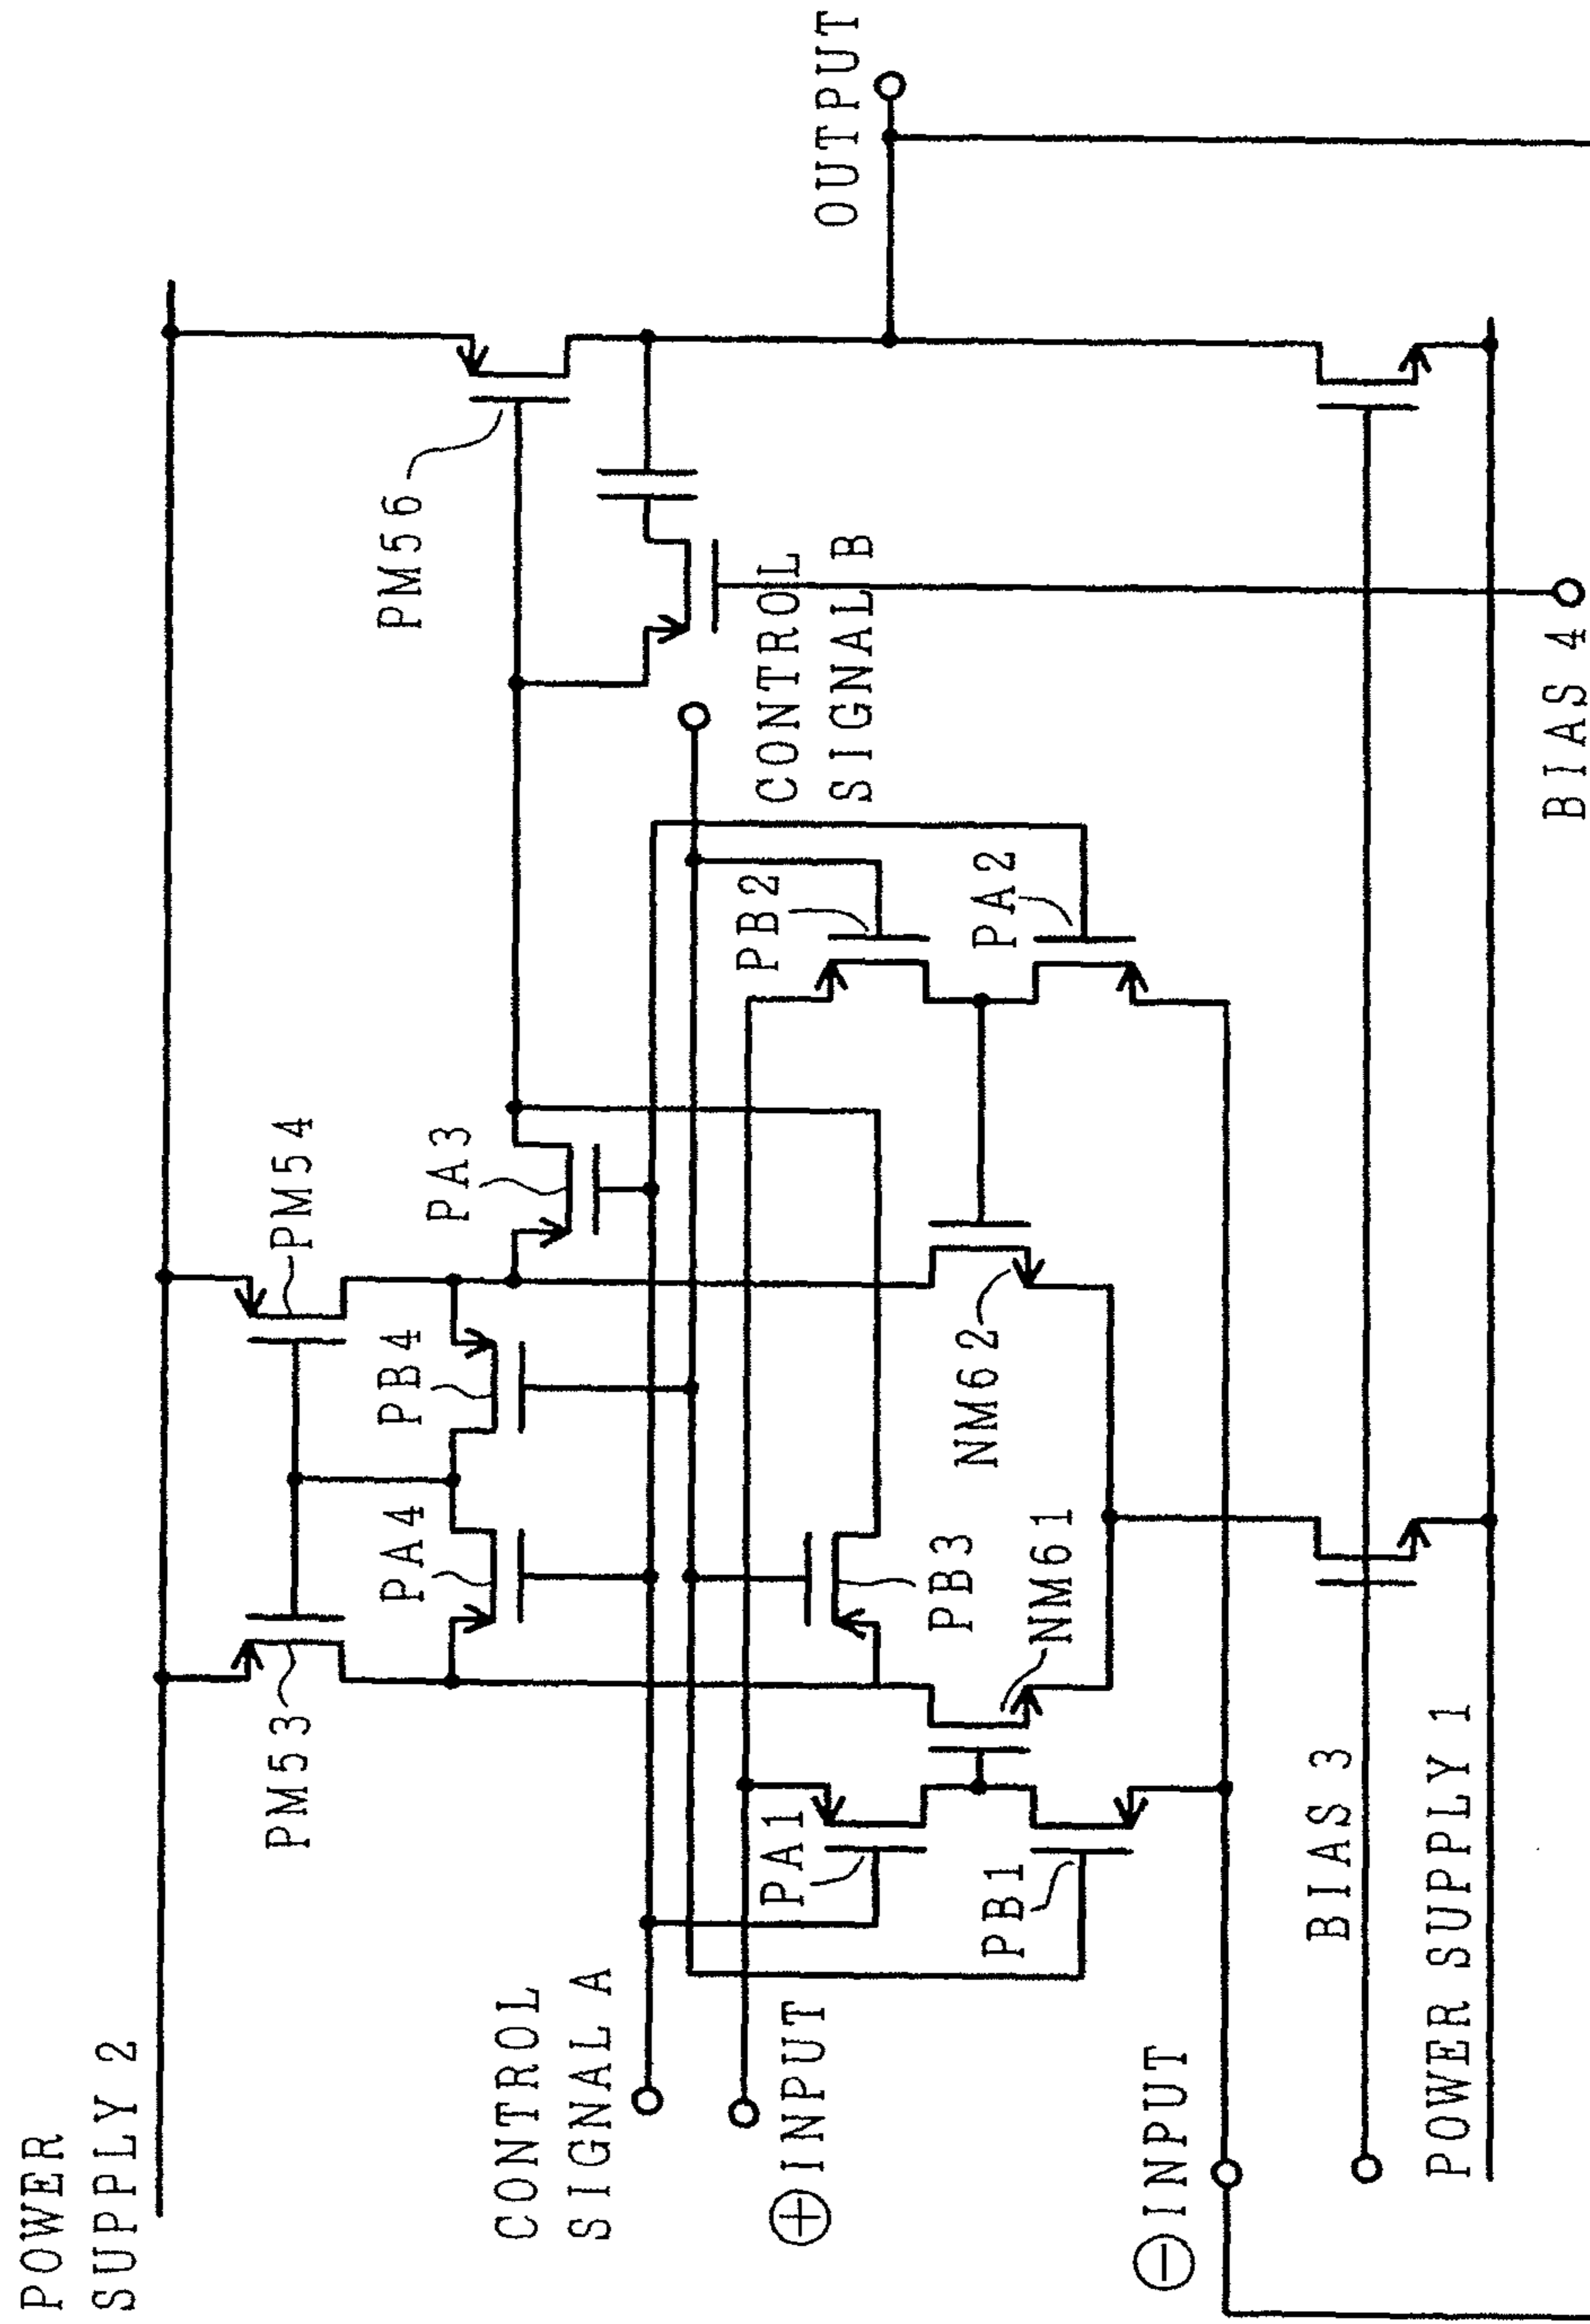 POWER
SUPPLY 2
CONTROL
SIGNAL A
⊕INPUT
⊖INPUT
BIAS 3
POWER SUPPLY 1
PM53
PM54
PA4
PB4
PA3
PA1
PB1
PB3
NM61
NM62
PB2
PA2
CONTROL
SIGNAL B
PM56
BIAS 4
OUTPUT